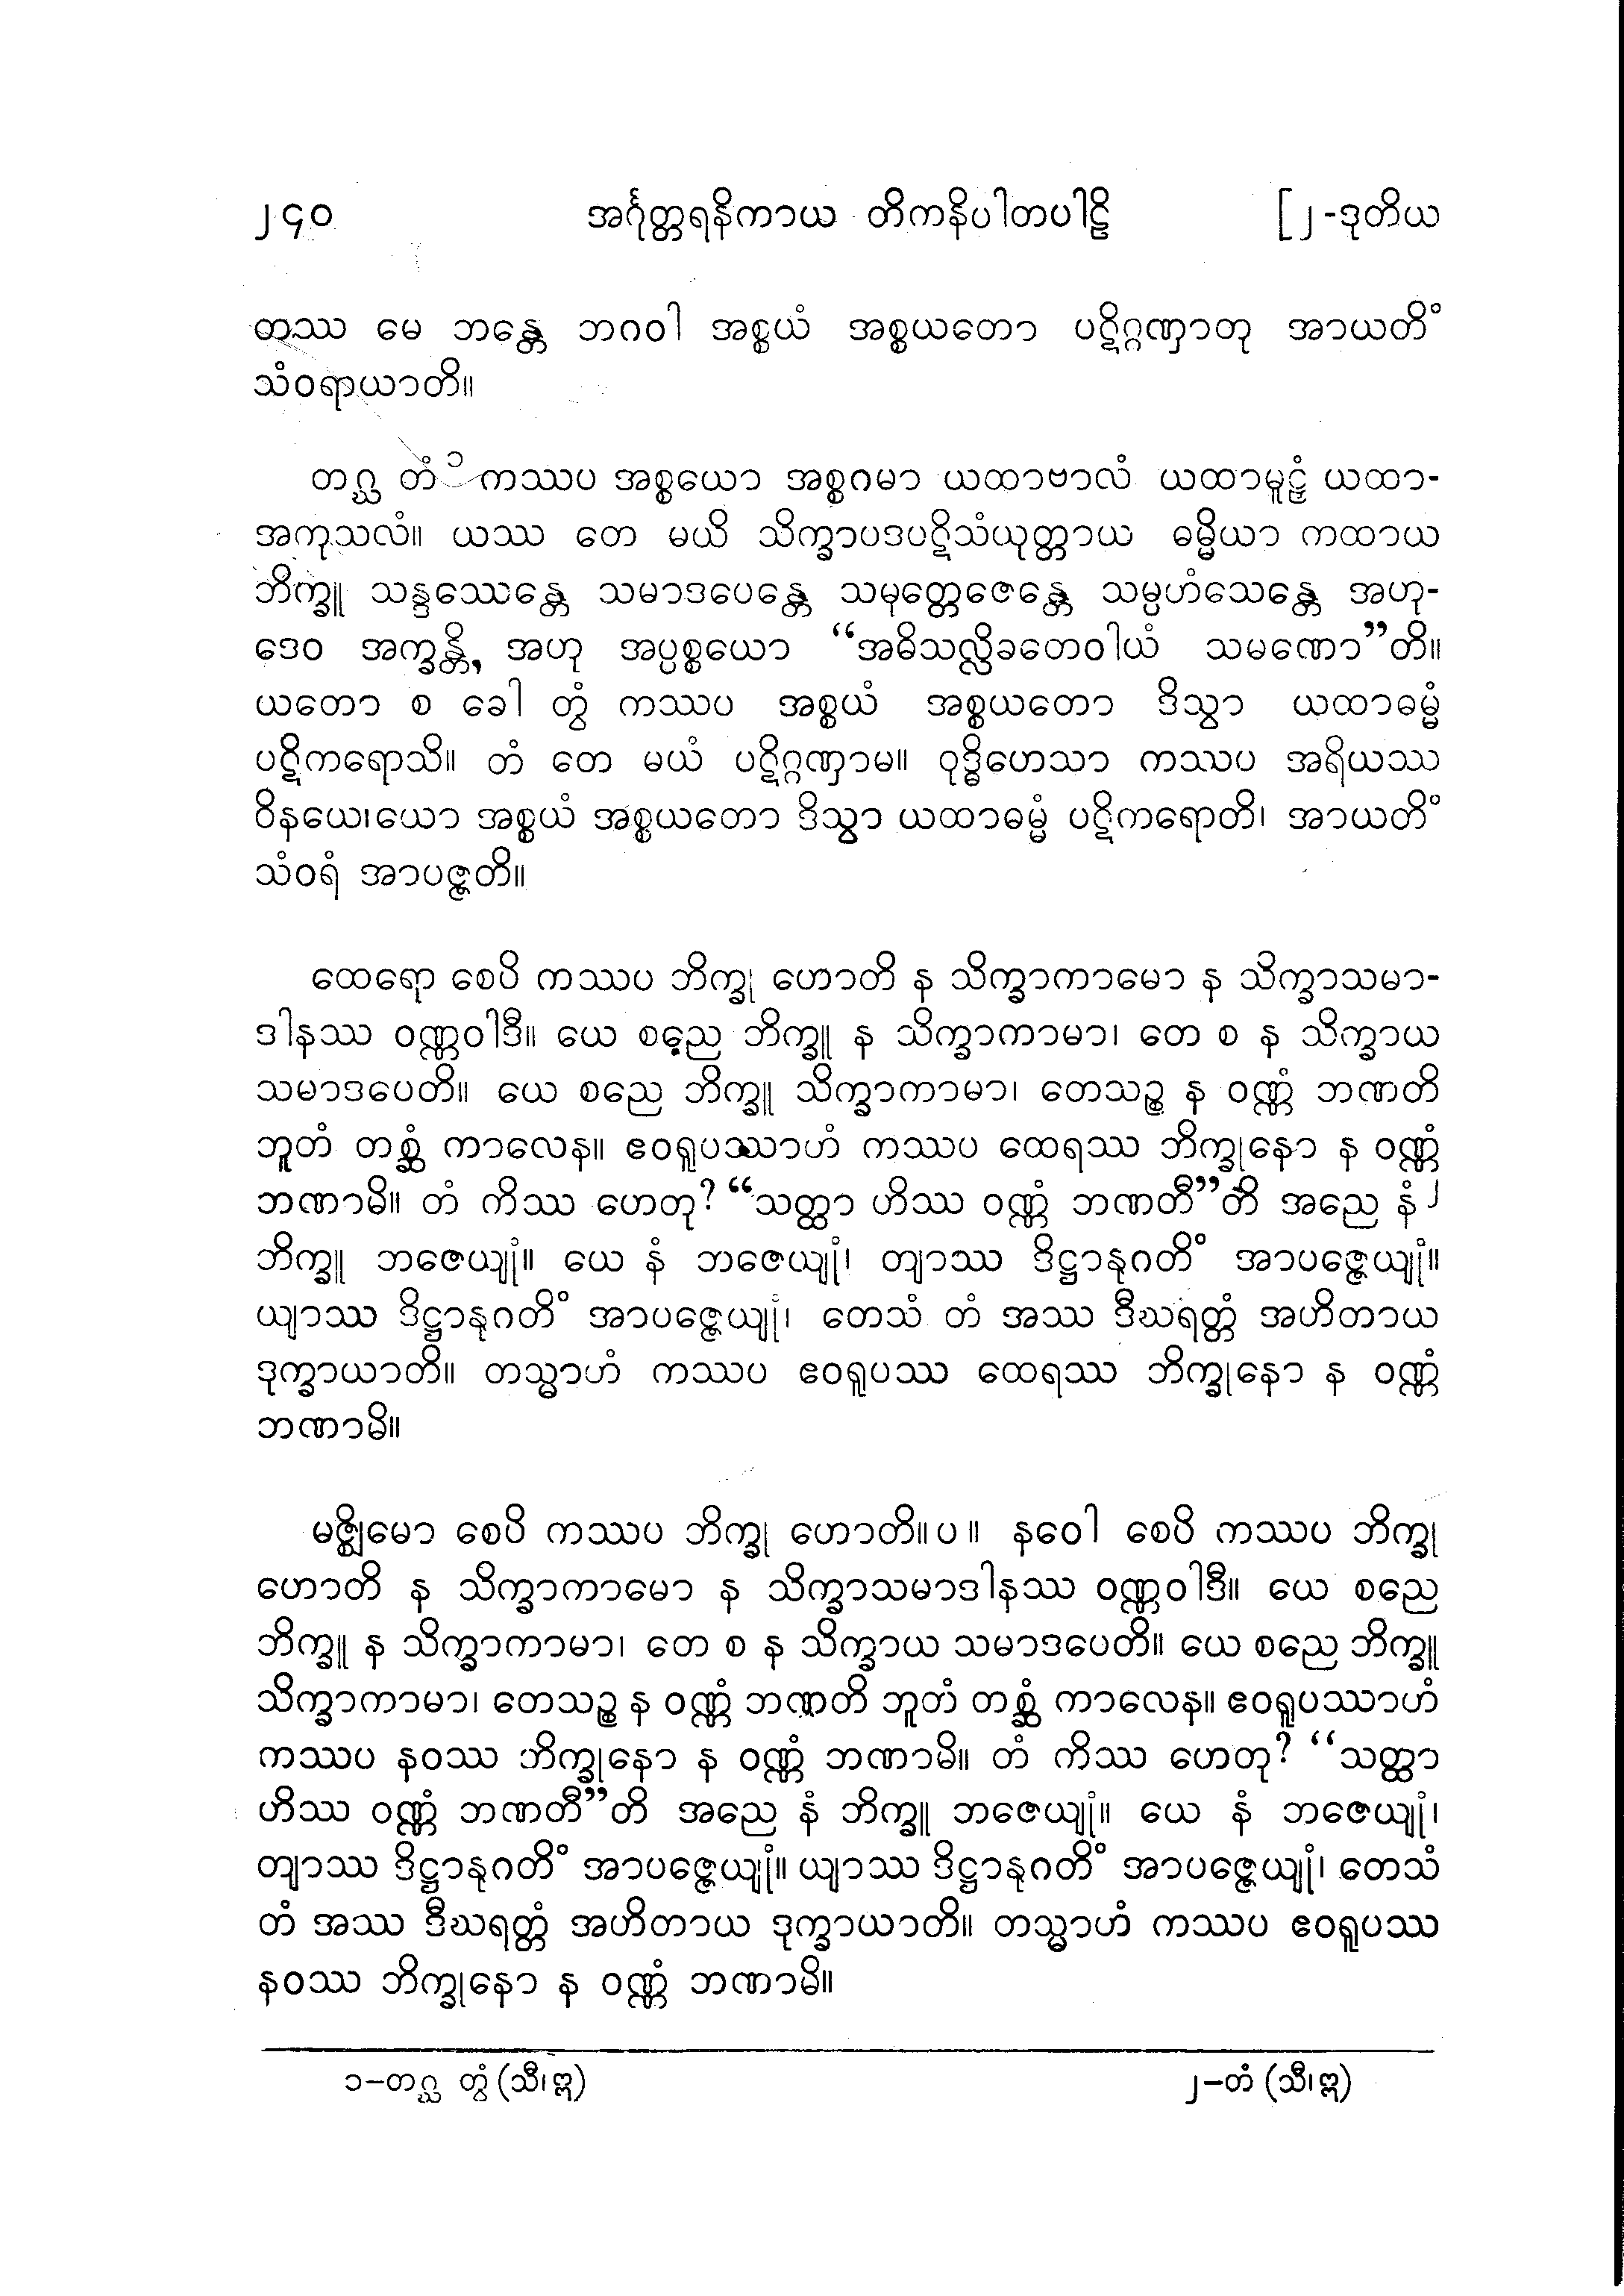 ၂၄၀ အင်္ဂုတ္တရနိကာယ တိကနိပါတပါဠိ [၂-ဒုတိယ
တဿ မေ ဘန္တေ ဘဂဝါ အစ္စယံ အစ္စယတော ပဋိဂ္ဂဏှာတု အာယတိံ
သံဝရာယာတိ။
တဂ္ဃ တံ ၁ ကဿပ အစ္စယော အစ္စဂမာ ယထာဗာလံ ယထာမူဠှံ ယထာ-
အကုသလံ။ ယဿ တေ မယိ သိက္ခာပဒပဋိသံယုတ္တာယ ဓမ္မိယာ ကထာယ
ဘိက္ခူ သန္ဒဿေန္တေ သမာဒပေန္တေ သမုတ္တေဇေန္တေ သမ္ပဟံသေန္တေ အဟု-
ဒေဝ အက္ခန္တိ, အဟု အပ္ပစ္စယော “အဓိသလ္လိခတေဝါယံ သမဏော”တိ။
ယတော စ ခေါ တွံ ကဿပ အစ္စယံ အစ္စယတော ဒိသွာ ယထာဓမ္မံ
ပဋိကရောသိ။ တံ တေ မယံ ပဋိဂ္ဂဏှာမ။ ဝုဒ္ဓိဟေသာ ကဿပ အရိယဿ
ဝိနယေ၊ယော အစ္စယံ အစ္စယတော ဒိသွာ ယထာဓမ္မံ ပဋိကရောတိ၊ အာယတိံ
သံဝရံ အာပဇ္ဇတိ။
ထေရော စေပိ ကဿပ ဘိက္ခု ဟောတိ န သိက္ခာကာမော န သိက္ခာသမာ-
ဒါနဿ ဝဏ္ဏဝါဒီ။ ယေ စညေ ဘိက္ခူ န သိက္ခာကာမာ၊ တေ စ န သိက္ခာယ
သမာဒပေတိ။ ယေ စညေ ဘိက္ခူ သိက္ခာကာမာ၊ တေသဉ္စ န ဝဏ္ဏံ ဘဏတိ
ဘူတံ တစ္ဆံ ကာလေန။ ဧဝရူပဿာဟံ ကဿပ ထေရဿ ဘိက္ခုနော န ဝဏ္ဏံ
ဘဏာမိ။ တံ ကိဿ ဟေတု? “သတ္ထာ ဟိဿ ဝဏ္ဏံ ဘဏတီ”တိ အညေ နံ ၂
ဘိက္ခူ ဘဇေယျုံ။ ယေ နံ ဘဇေယျုံ၊ တျာဿ ဒိဋ္ဌာနုဂတိံ အာပဇ္ဇေယျုံ။
ယျာဿ ဒိဋ္ဌာနုဂတိံ အာပဇ္ဇေယျုံ၊ တေသံ တံ အဿ ဒီဃရတ္တံ အဟိတာယ
ဒုက္ခာယာတိ။ တသ္မာဟံ ကဿပ ဧဝရူပဿ ထေရဿ ဘိက္ခုနော န ဝဏ္ဏံ
ဘဏာမိ။
မဇ္ဈိမော စေပိ ကဿပ ဘိက္ခု ဟောတိ။ပ။ နဝေါ စေပိ ကဿပ ဘိက္ခု
ဟောတိ န သိက္ခာကာမော န သိက္ခာသမာဒါနဿ ဝဏ္ဏဝါဒီ။ ယေ စညေ
ဘိက္ခူ န သိက္ခာကာမာ၊ တေ စ န သိက္ခာယ သမာဒပေတိ။ ယေ စညေ ဘိက္ခူ
သိက္ခာကာမာ၊ တေသဉ္စ န ဝဏ္ဏံ ဘဏတိ ဘူတံ တစ္ဆံ ကာလေန။ ဧဝရူပဿာဟံ
ကဿပ နဝဿ ဘိက္ခုနော န ဝဏ္ဏံ ဘဏာမိ။ တံ ကိဿ ဟေတု? “သတ္ထာ
ဟိဿ ဝဏ္ဏံ ဘဏတီ”တိ အညေ နံ ဘိက္ခူ ဘဇေယျုံ။ ယေ နံ ဘဇေယျုံ၊
တျာဿ ဒိဋ္ဌာနုဂတိံ အာပဇ္ဇေယျုံ။ ယျာဿ ဒိဋ္ဌာနုဂတိံ အာပဇ္ဇေယျုံ၊ တေသံ
တံ အဿ ဒီဃရတ္တံ အဟိတာယ ဒုက္ခာယာတိ။ တသ္မာဟံ ကဿပ ဧဝရူပဿ
နဝဿ ဘိက္ခုနော န ဝဏ္ဏံ ဘဏာမိ။
၁–တဂ္ဃ တွံ (သီ၊ဣ) ၂–တံ (သီ၊ဣ)